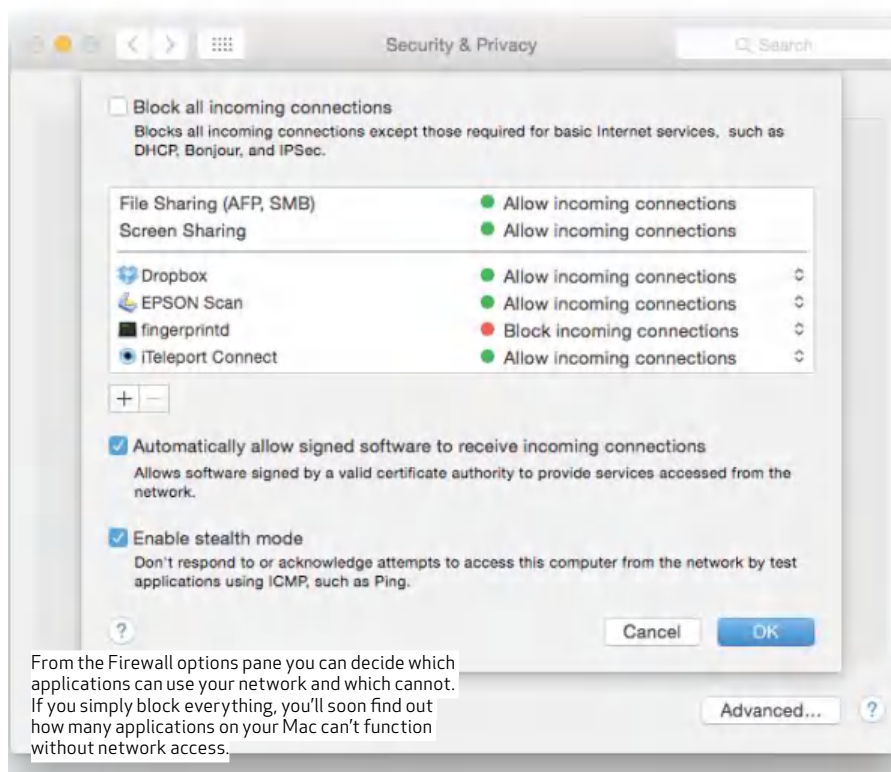 Security & Privacy
Search
Block all incoming connections
Blocks all incoming connections except those required for basic Internet services, such as
DHCP, Bonjour, and IPSec.
File Sharing (AFP, SMB) Allow incoming connections
Screen Sharing Allow incoming connections
Dropbox Allow incoming connections
EPSON Scan Allow incoming connections
fingerprintd Block incoming connections
iTeleport Connect Allow incoming connections
+ −
Automatically allow signed software to receive incoming connections
Allows software signed by a valid certificate authority to provide services accessed from the
network.
Enable stealth mode
Don't respond to or acknowledge attempts to access this computer from the network by test
applications using ICMP, such as Ping.
? Cancel OK
From the Firewall options pane you can decide which
applications can use your network and which cannot.
If you simply block everything, you'll soon find out
how many applications on your Mac can't function
without network access.
Advanced... ?